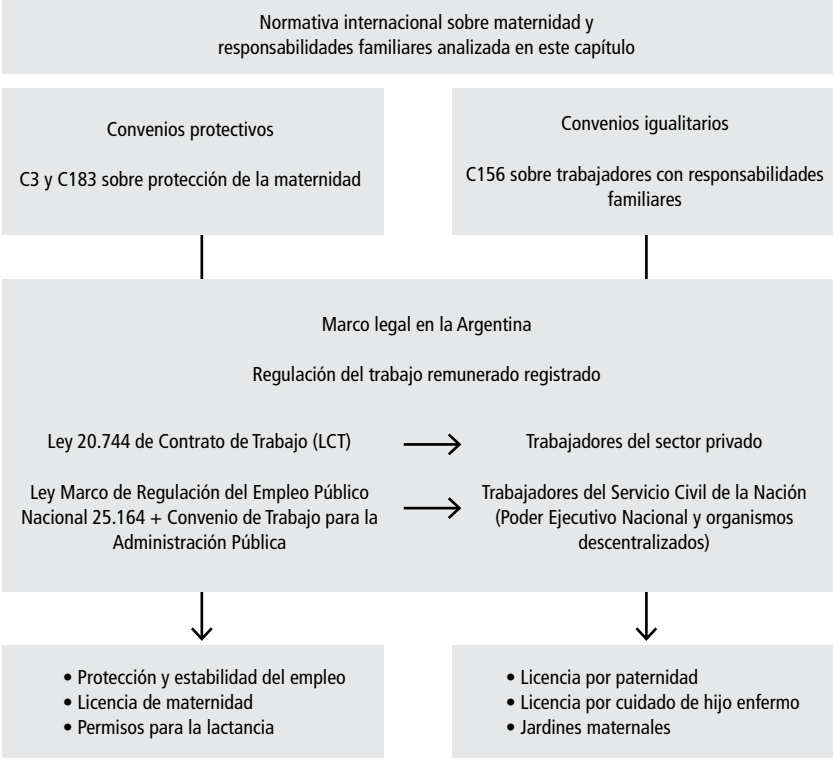 Normativa internacional sobre maternidad y
responsabilidades familiares analizada en este capítulo
Convenios protectivos
C3 y C183 sobre protección de la maternidad
Convenios igualitarios
C156 sobre trabajadores con responsabilidades
familiares
Marco legal en la Argentina
Regulación del trabajo remunerado registrado
Ley 20.744 de Contrato de Trabajo (LCT)
Trabajadores del sector privado
Ley Marco de Regulación del Empleo Público
Nacional 25.164 + Convenio de Trabajo para la
Administración Pública
Trabajadores del Servicio Civil de la Nación
(Poder Ejecutivo Nacional y organismos
descentralizados)
• Protección y estabilidad del empleo
• Licencia de maternidad
• Permisos para la lactancia
• Licencia por paternidad
• Licencia por cuidado de hijo enfermo
• Jardines maternales